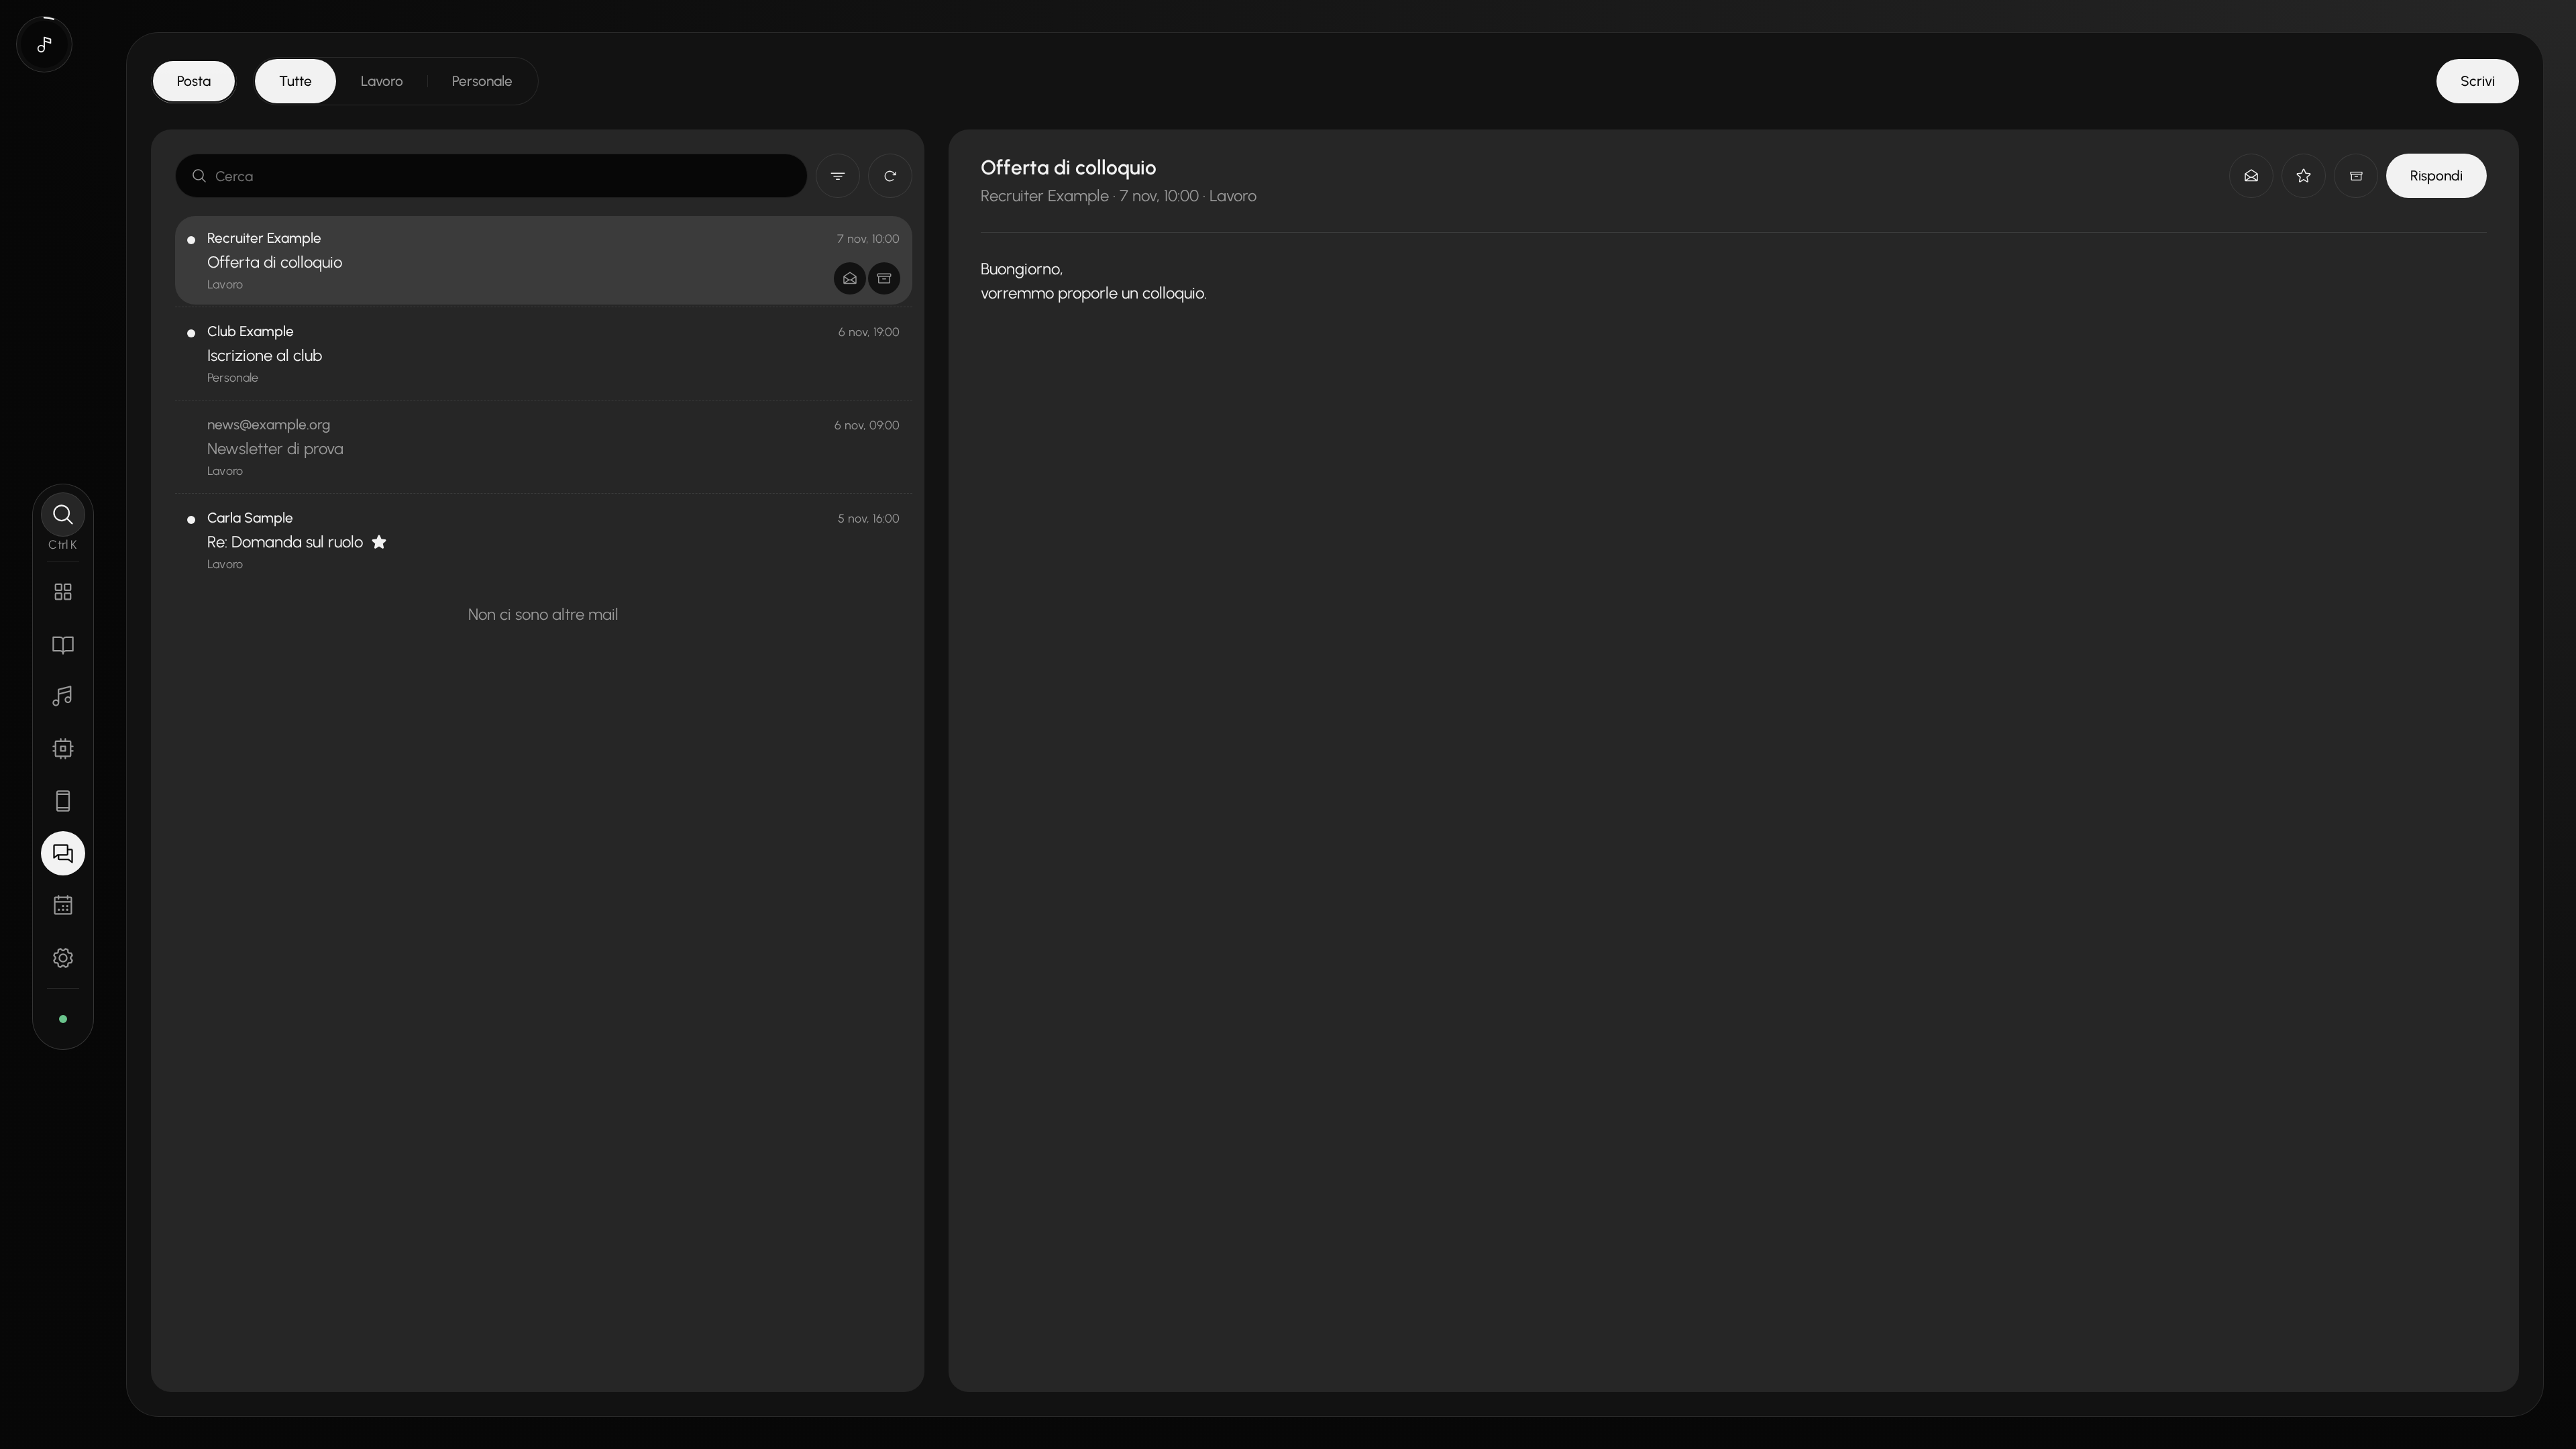 Posta
Tutte
Lavoro
Personale
Scrivi
Cerca
Recruiter Example
7 nov, 10:00
Offerta di colloquio
Lavoro
Club Example
6 nov, 19:00
Iscrizione al club
Personale
news@example.org
6 nov, 09:00
Newsletter di prova
Lavoro
Carla Sample
5 nov, 16:00
Re: Domanda sul ruolo
Lavoro
Non ci sono altre mail
Offerta di colloquio
Recruiter Example · 7 nov, 10:00 · Lavoro
Rispondi
Buongiorno,
vorremmo proporle un colloquio.
Ctrl K